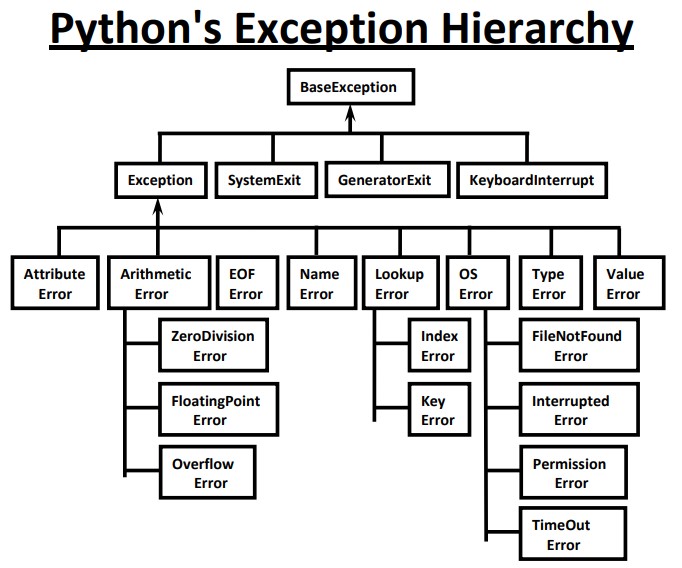 Python's Exception Hierarchy
BaseException
Exception
SystemExit
GeneratorExit
KeyboardInterrupt
Attribute
Error
Arithmetic
Error
EOF
Error
Name
Error
Lookup
Error
OS
Error
Type
Error
Value
Error
ZeroDivision
Error
FloatingPoint
Error
Overflow
Error
Index
Error
Key
Error
FileNotFound
Error
Interrupted
Error
Permission
Error
TimeOut
Error